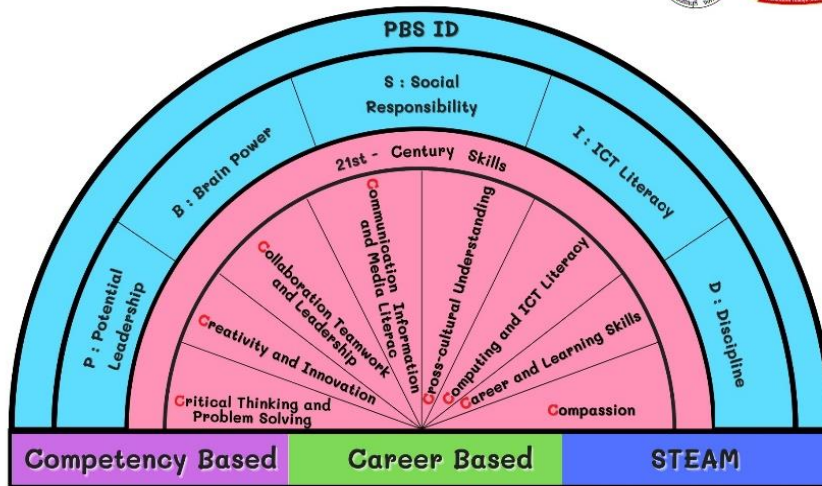 PBS ID
P : Potential
Leadership
B : Brain Power
S : Social
Responsibility
I : ICT Literacy
D : Discipline
21st - Century Skills
Critical Thinking and
Problem Solving
Creativity and Innovation
Collaboration Teamwork
and Leadership
Communication Information
and Media Literac
Cross-cultural Understanding
Computing and ICT Literacy
Career and Learning Skills
Compassion
Competency Based
Career Based
STEAM